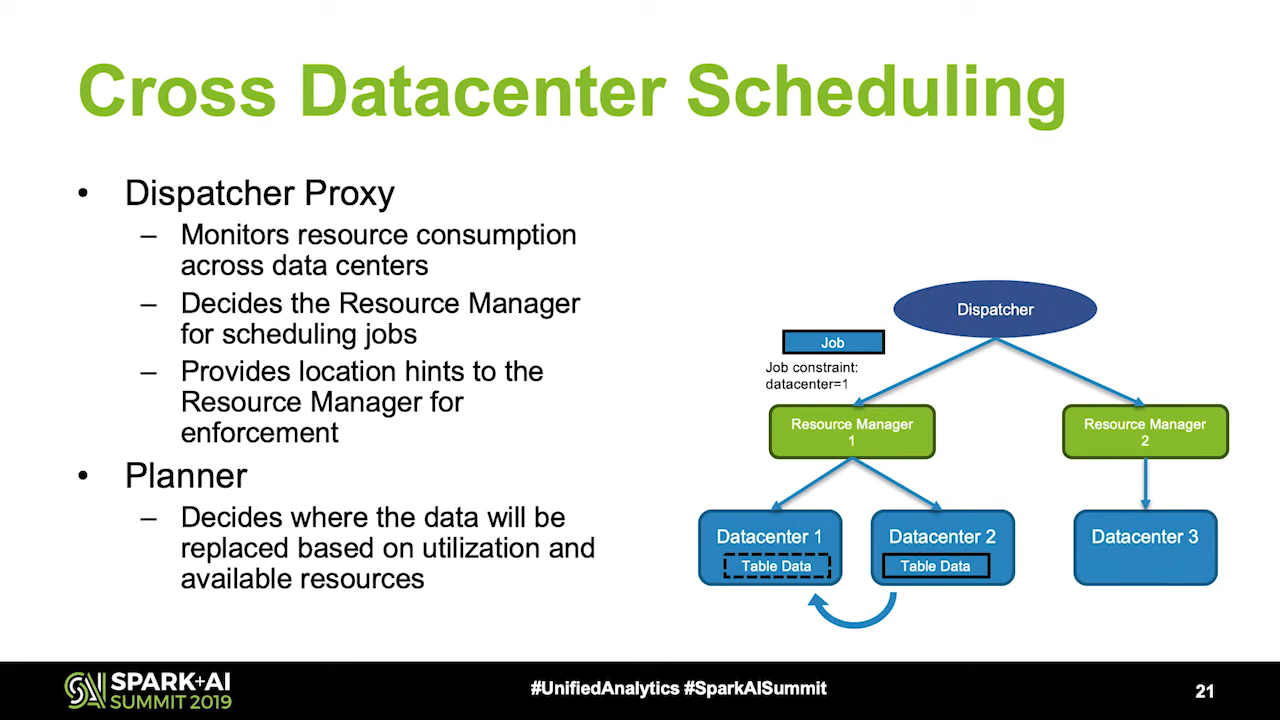 Cross Datacenter Scheduling
• Dispatcher Proxy
– Monitors resource consumption
across data centers
– Decides the Resource Manager
for scheduling jobs
– Provides location hints to the
Resource Manager for
enforcement
• Planner
– Decides where the data will be
replaced based on utilization and
available resources
Dispatcher
Job
Job constraint:
datacenter=1
Resource Manager
1
Resource Manager
2
Datacenter 1
Table Data
Datacenter 2
Table Data
Datacenter 3
SPARK+AI
SUMMIT 2019
#UnifiedAnalytics #SparkAISummit
21